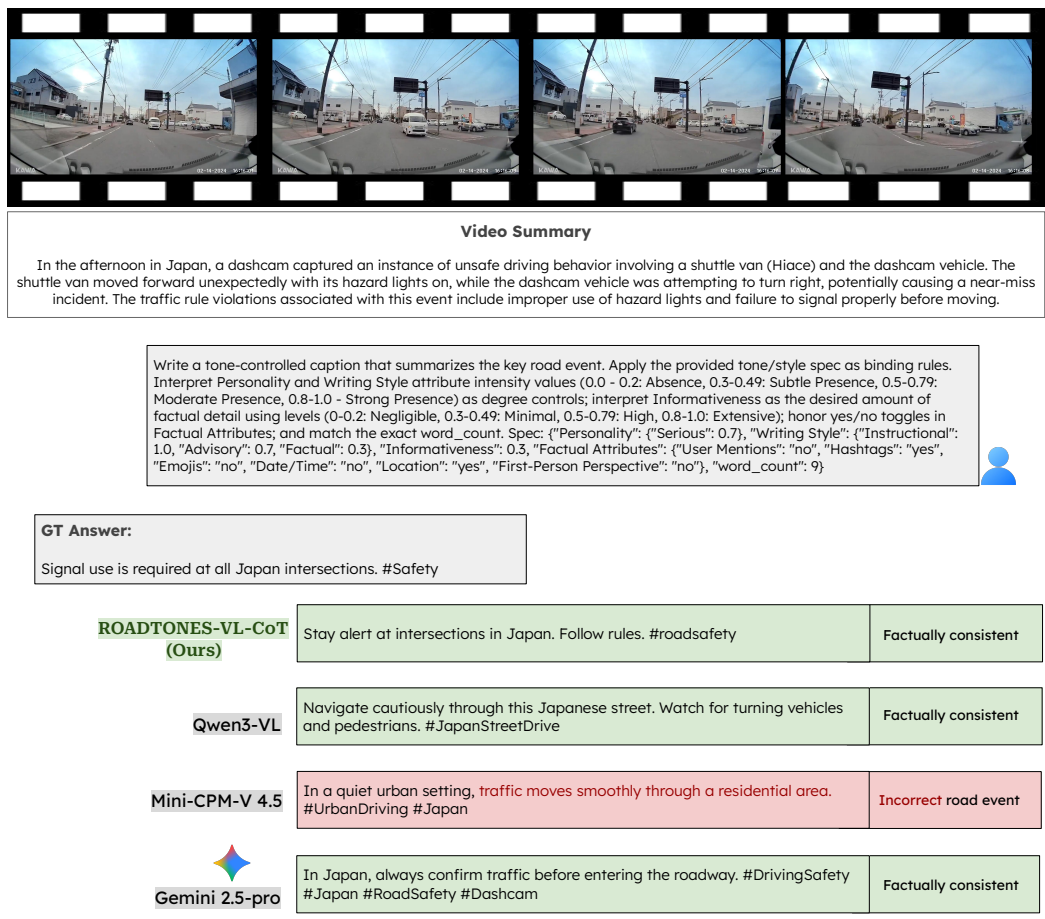 KAWA 02-14-2024
KAWA 02-14-2024
KAWA 02-14-2024
KAWA 02-14-2024
Video Summary
In the afternoon in Japan, a dashcam captured an instance of unsafe driving behavior involving a shuttle van (Hiace) and the dashcam vehicle. The
shuttle van moved forward unexpectedly with its hazard lights on, while the dashcam vehicle was attempting to turn right, potentially causing a near-miss
incident. The traffic rule violations associated with this event include improper use of hazard lights and failure to signal properly before moving.
Write a tone-controlled caption that summarizes the key road event. Apply the provided tone/style spec as binding rules.
Interpret Personality and Writing Style attribute intensity values (0.0 - 0.2: Absence, 0.3-0.49: Subtle Presence, 0.5-0.79:
Moderate Presence, 0.8-1.0 - Strong Presence) as degree controls; interpret Informativeness as the desired amount of
factual detail using levels (0-0.2: Negligible, 0.3-0.49: Minimal, 0.5-0.79: High, 0.8-1.0: Extensive); honor yes/no toggles in
Factual Attributes; and match the exact word_count. Spec: {"Personality": {"Serious": 0.7}, "Writing Style": {"Instructional":
1.0, "Advisory": 0.7, "Factual": 0.3}, "Informativeness": 0.3, "Factual Attributes": {"User Mentions": "no", "Hashtags": "yes",
"Emojis": "no", "Date/Time": "no", "Location": "yes", "First-Person Perspective": "no"}, "word_count": 9}
GT Answer:
Signal use is required at all Japan intersections. #Safety
ROADTONES-VL-CoT
(Ours)
Stay alert at intersections in Japan. Follow rules. #roadsafety
Factually consistent
Qwen3-VL
Navigate cautiously through this Japanese street. Watch for turning vehicles
and pedestrians. #JapanStreetDrive
Factually consistent
Mini-CPM-V 4.5
In a quiet urban setting, traffic moves smoothly through a residential area.
#UrbanDriving #Japan
Incorrect road event
Gemini 2.5-pro
In Japan, always confirm traffic before entering the roadway. #DrivingSafety
#Japan #RoadSafety #Dashcam
Factually consistent